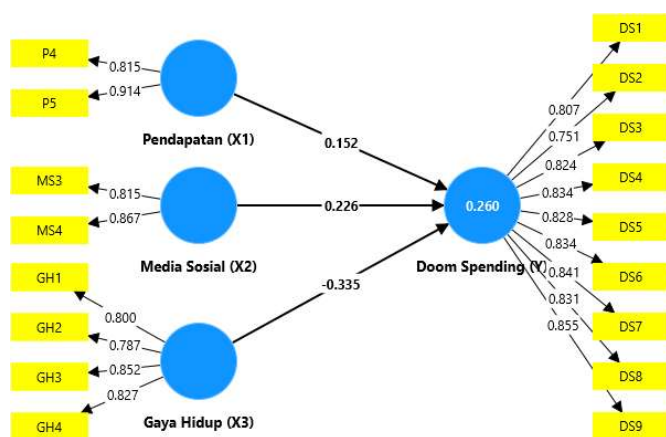 P4
0.815
0.914
P5
Pendapatan (X1)
0.152
MS3
0.815
0.867
MS4
Media Sosial (X2)
0.226
GH1
0.800
GH2
0.787
GH3
0.852
0.827
GH4
Gaya Hidup (X3)
-0.335
0.260
Doom Spending (Y)
DS1
0.807
DS2
0.751
DS3
0.824
DS4
0.834
DS5
0.828
DS6
0.834
DS7
0.841
DS8
0.831
DS9
0.855